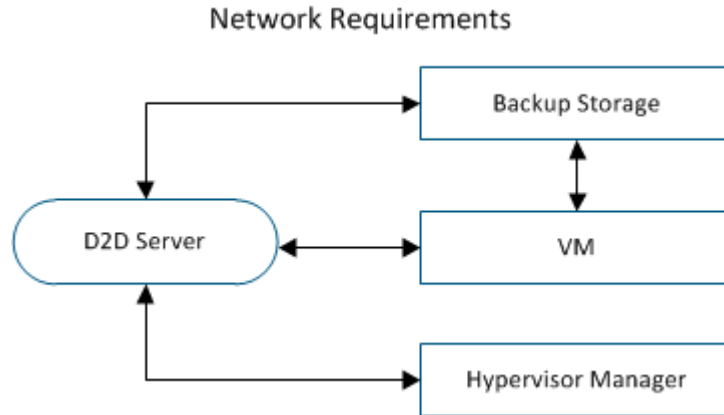 Network Requirements
Backup Storage
D2D Server
VM
Hypervisor Manager